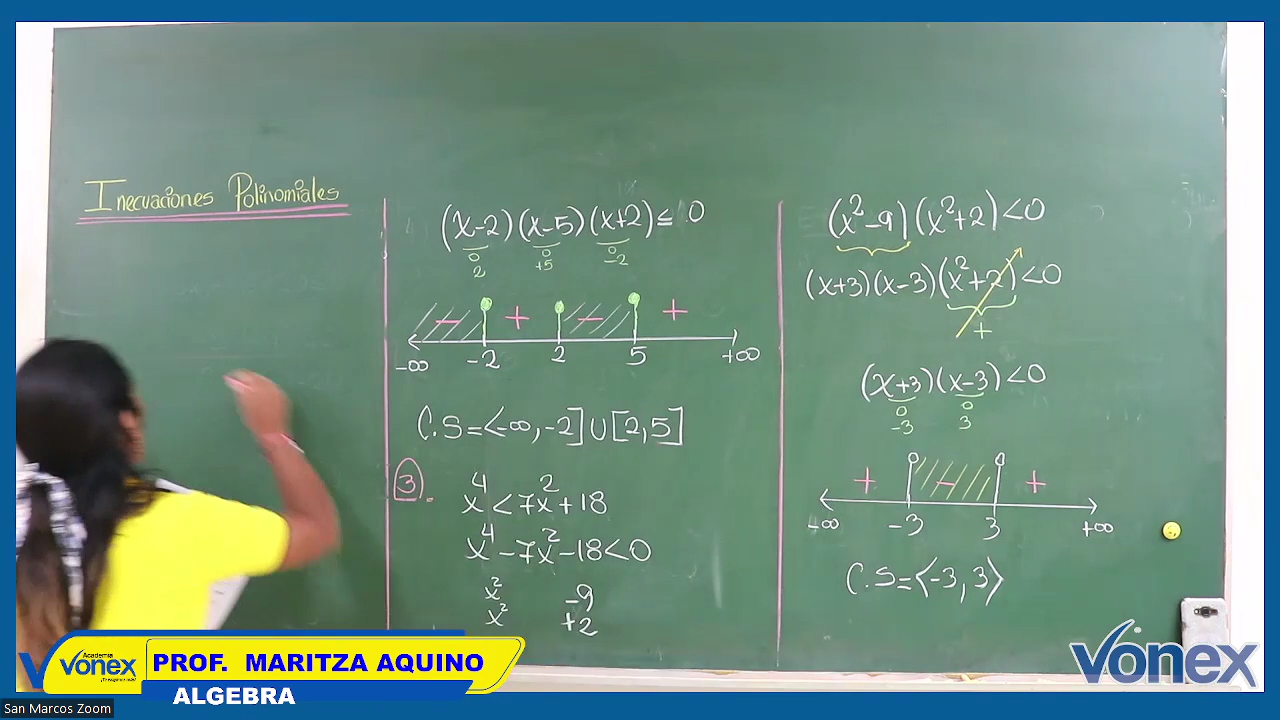 Inecuaciones Polinomiales
(x-2)(x-5)(x+2)≤0
0 0 0
2 +5 -2
- + - +
-∞ -2 2 5 +∞
C.S=<-∞,-2]U[2,5]
3.
x⁴<7x²+18
x⁴-7x²-18<0
x² -9
x² +2
(x²-9)(x²+2)<0
(x+3)(x-3)(x²+2)<0
+
(x+3)(x-3)<0
0 0
-3 3
+ - +
-3 3 +∞
C.S=<-3,3>
Academia
Vonex
PROF. MARITZA AQUINO
ALGEBRA
vonex
San Marcos Zoom